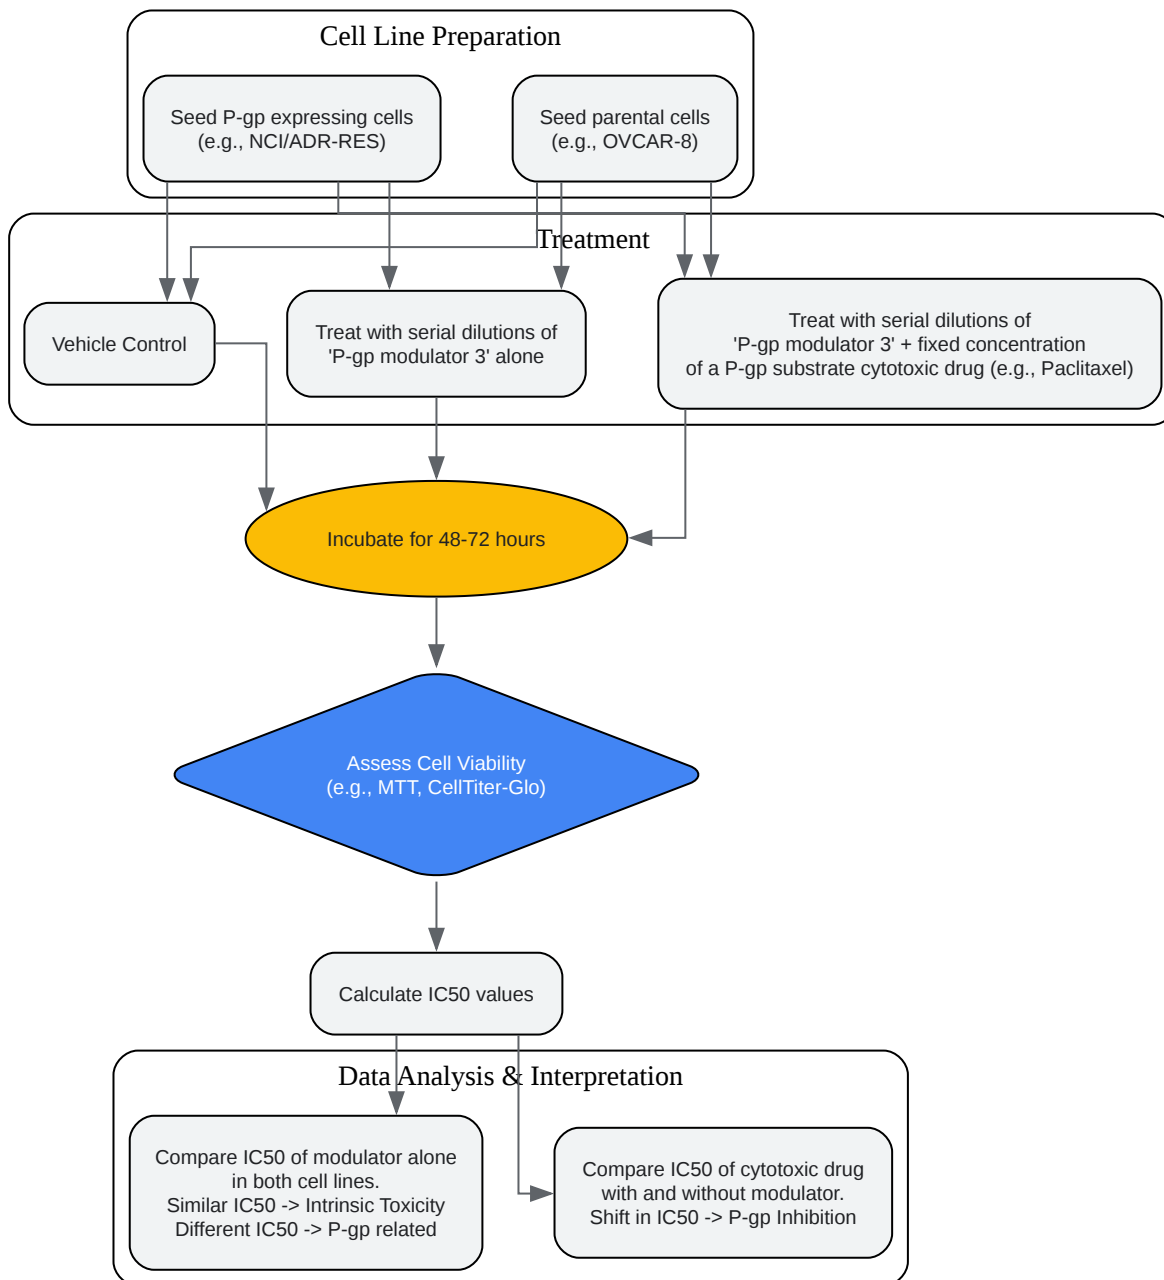 Cell Line Preparation
Seed P-gp expressing cells
(e.g., NCI/ADR-RES)
Seed parental cells
(e.g., OVCAR-8)
Treatment
Vehicle Control
Treat with serial dilutions of
'P-gp modulator 3' alone
Treat with serial dilutions of
'P-gp modulator 3' + fixed concentration
of a P-gp substrate cytotoxic drug (e.g., Paclitaxel)
Incubate for 48-72 hours
Assess Cell Viability
(e.g., MTT, CellTiter-Glo)
Calculate IC50 values
Data Analysis & Interpretation
Compare IC50 of modulator alone
in both cell lines.
Similar IC50 -> Intrinsic Toxicity
Different IC50 -> P-gp related
Compare IC50 of cytotoxic drug
with and without modulator.
Shift in IC50 -> P-gp Inhibition